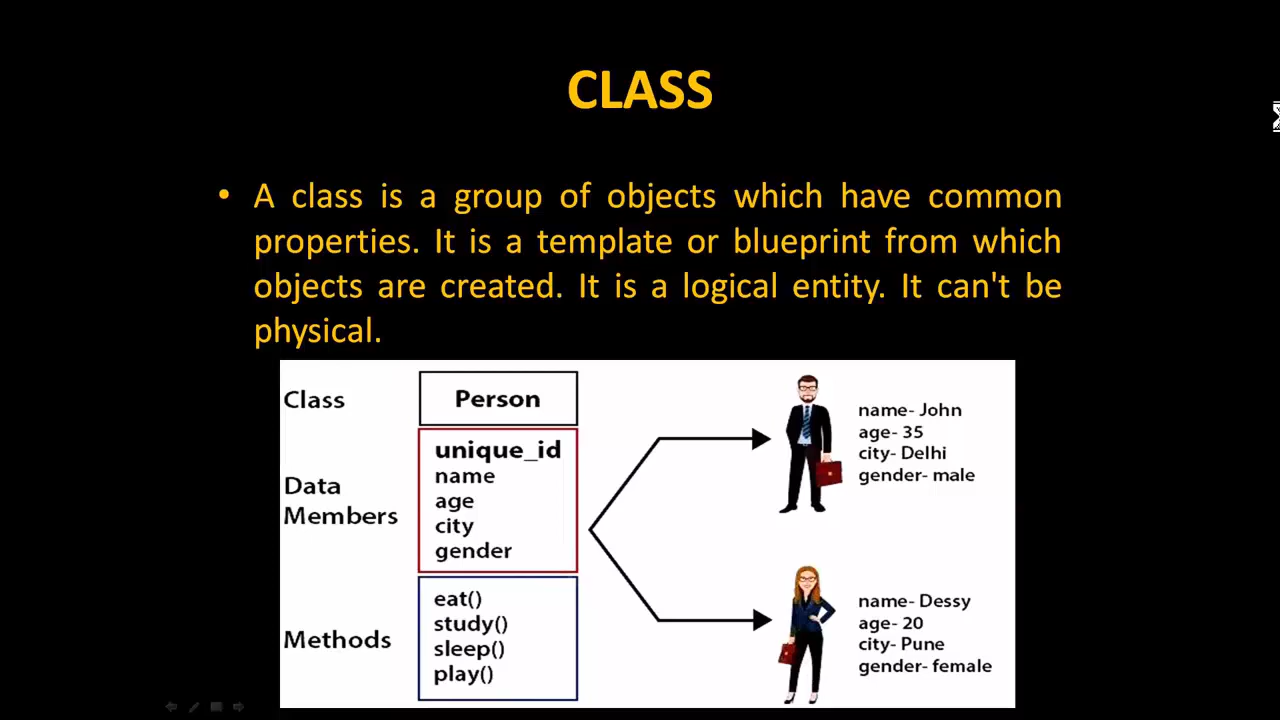 CLASS
• A class is a group of objects which have common
properties. It is a template or blueprint from which
objects are created. It is a logical entity. It can't be
physical.
Class
Person
Data
Members
unique_id
name
age
city
gender
Methods
eat()
study()
sleep()
play()
name- John
age- 35
city- Delhi
gender- male
name- Dessy
age- 20
city- Pune
gender- female